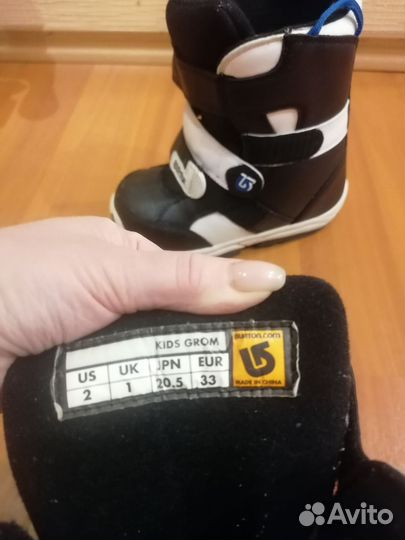 KIDS GROM
US UK JPN EUR
2 1 20.5 33
BURTON.COM
MADE IN CHINA
Avito